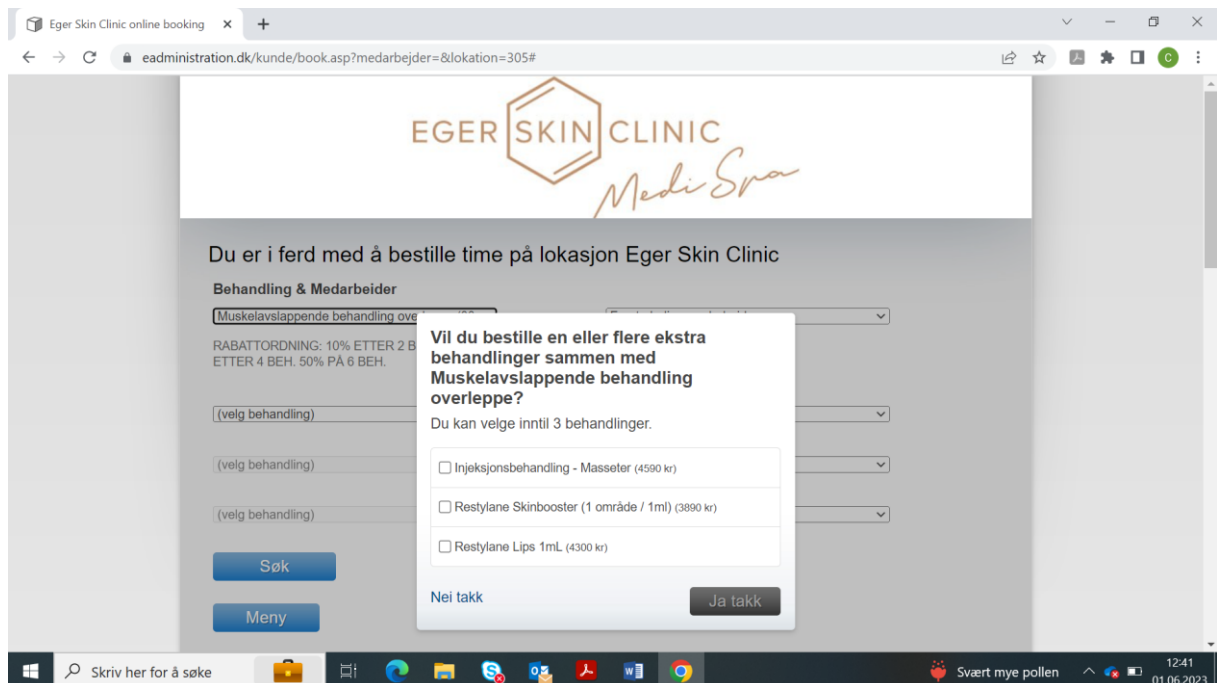 Eger Skin Clinic online booking
eadministration.dk/kunde/book.asp?medarbejder=&lokation=305#
C
EGER SKIN CLINIC
Medi Spa
Du er i ferd med å bestille time på lokasjon Eger Skin Clinic
Behandling & Medarbeider
Muskelavslappende behandling
RABATTORDNING: 10% ETTER 2 B
ETTER 4 BEH. 50% PÅ 6 BEH.
(velg behandling)
(velg behandling)
(velg behandling)
Søk
Meny
Vil du bestille en eller flere ekstra
behandlinger sammen med
Muskelavslappende behandling
overleppe?
Du kan velge inntil 3 behandlinger.
Injeksjonsbehandling - Masseter (4590 kr)
Restylane Skinbooster (1 område / 1ml) (3890 kr)
Restylane Lips 1mL (4300 kr)
Nei takk
Ja takk
Skriv her for å søke
Svært mye pollen
12:41
01.06.2023